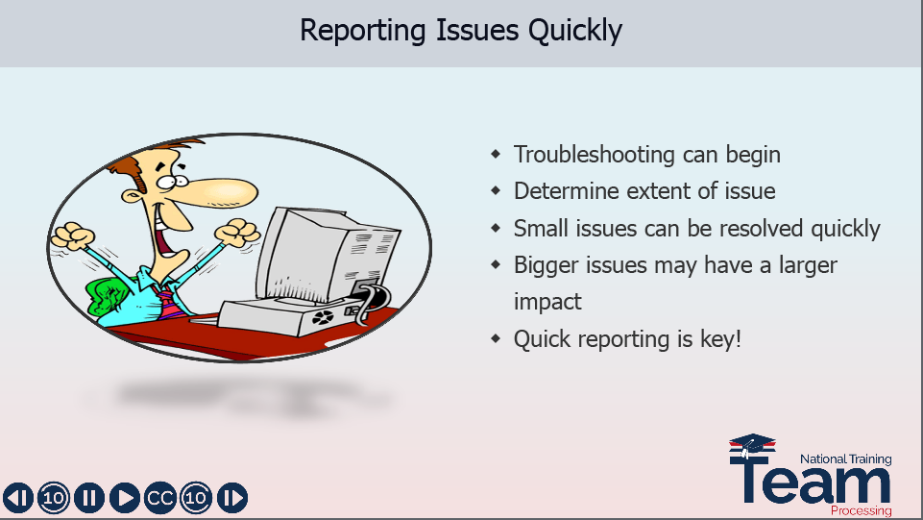 Reporting Issues Quickly
◆ Troubleshooting can begin
◆ Determine extent of issue
◆ Small issues can be resolved quickly
◆ Bigger issues may have a larger
impact
◆ Quick reporting is key!
National Training
Team
Processing
10 CC 10